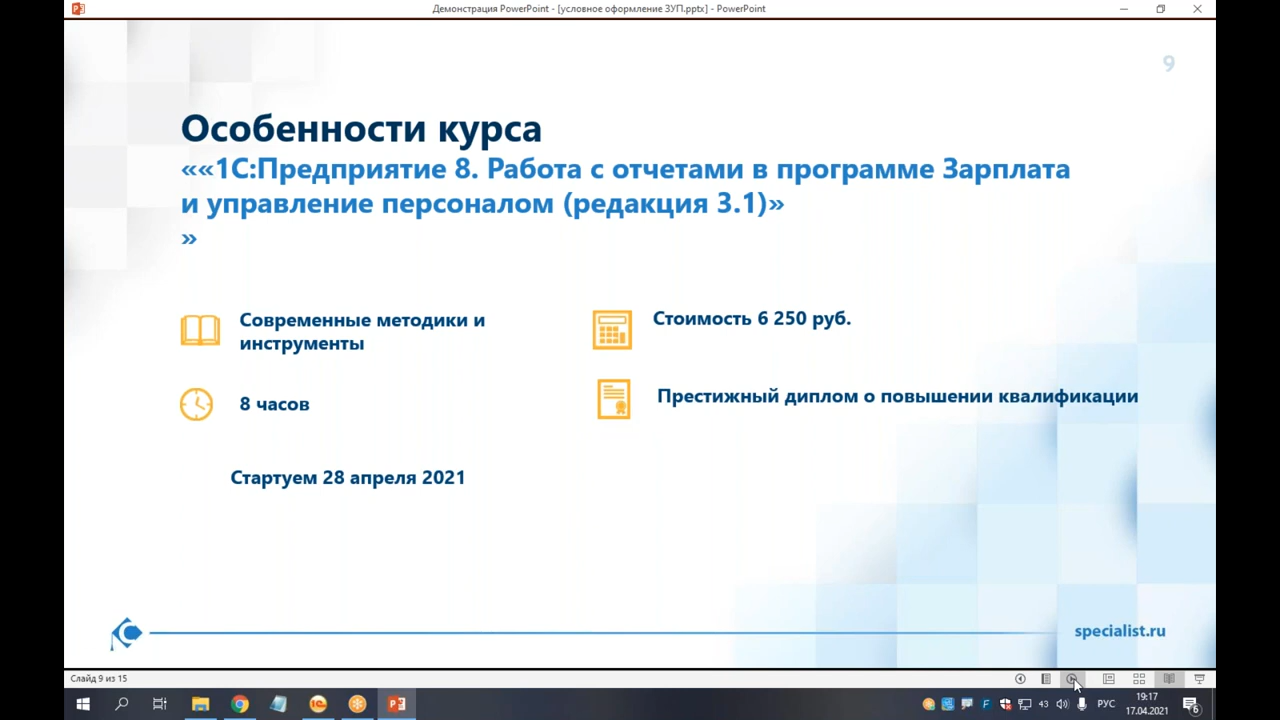 Демонстрация PowerPoint - [условное оформление ЗУП.pptx] - PowerPoint
9
Особенности курса
««1С:Предприятие 8. Работа с отчетами в программе Зарплата
и управление персоналом (редакция 3.1)»
»
Современные методики и
инструменты
Стоимость 6 250 руб.
8 часов
Престижный диплом о повышении квалификации
Стартуем 28 апреля 2021
specialist.ru
Слайд 9 из 15
43
РУС
19:17
17.04.2021
6